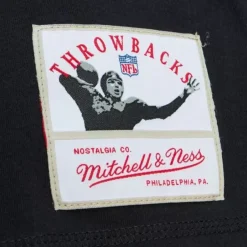 THROWBACKS
NFL
NOSTALGIA CO.
Mitchell & Ness
PHILADELPHIA, PA.